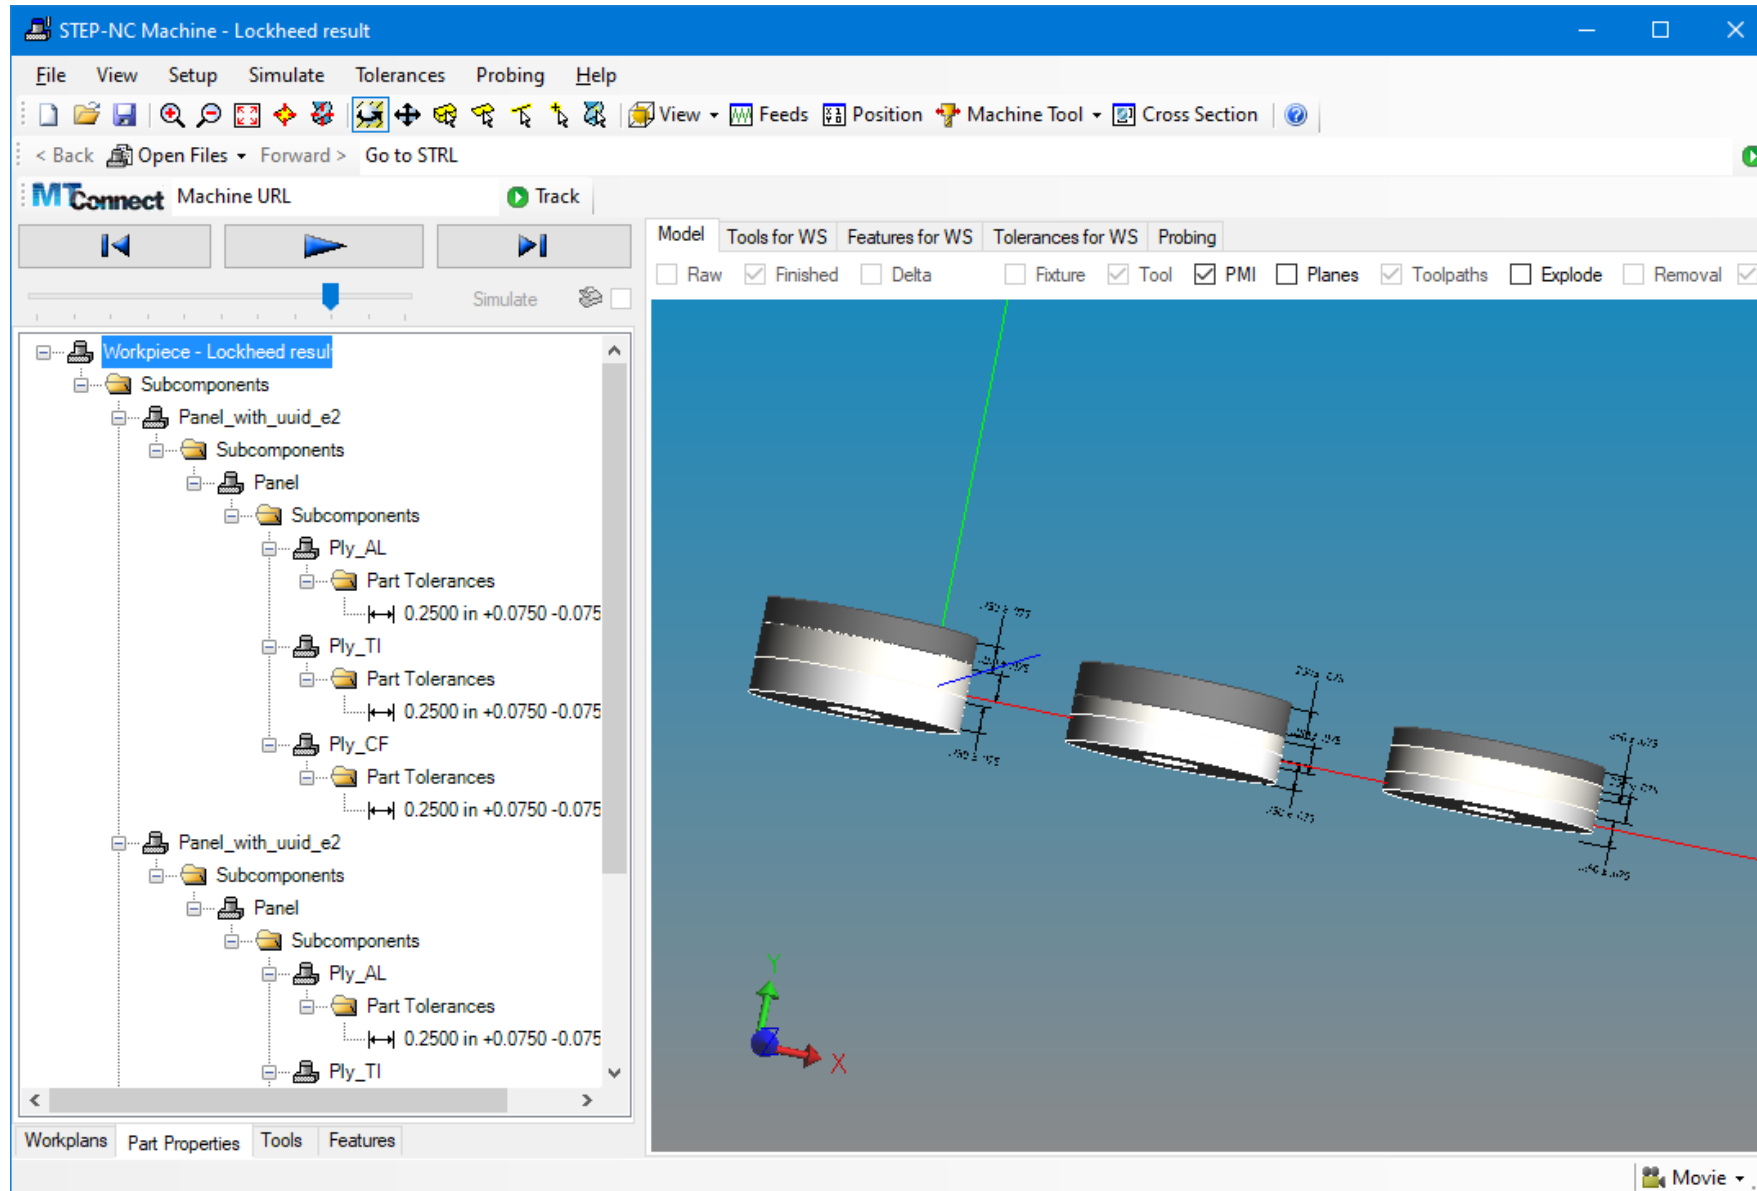 STEP-NC Machine - Lockheed result
File View Setup Simulate Tolerances Probing Help
View Feeds Position Machine Tool Cross Section
< Back Open Files Forward > Go to STRL
MTConnect Machine URL Track
Model Tools for WS Features for WS Tolerances for WS Probing
Raw Finished Delta Fixture Tool PMI Planes Toolpaths Explode Removal
Simulate
Workpiece - Lockheed resul
Subcomponents
Panel_with_uuid_e2
Subcomponents
Panel
Subcomponents
Ply_AL
Part Tolerances
0.2500 in +0.0750 -0.075
Ply_TI
Part Tolerances
0.2500 in +0.0750 -0.075
Ply_CF
Part Tolerances
0.2500 in +0.0750 -0.075
Panel_with_uuid_e2
Subcomponents
Panel
Subcomponents
Ply_AL
Part Tolerances
0.2500 in +0.0750 -0.075
Ply_TI
Y
X
Workplans Part Properties Tools Features
Movie